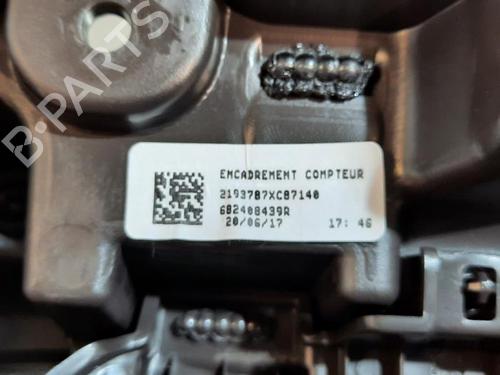 ENCADREMENT COMPTEUR
2193787XC87140
682408439R
20/06/17 17: 46
B-PARTS